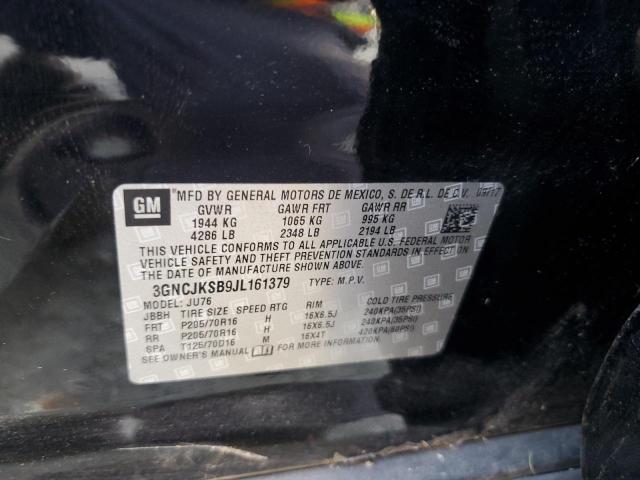 GM
MFD BY GENERAL MOTORS DE MEXICO, S. DE R.L. DE C.V. 09/17
GVWR GAWR FRT GAWR RR
1944 KG 1065 KG 995 KG
4286 LB 2348 LB 2194 LB
THIS VEHICLE CONFORMS TO ALL APPLICABLE U.S. FEDERAL MOTOR
VEHICLE SAFETY AND THEFT PREVENTION STANDARDS IN EFFECT ON
THE DATE OF MANUFACTURE SHOWN ABOVE.
3GNCJKSB9JL161379 TYPE: M.P.V.
MODEL: JU76
JBBH TIRE SIZE SPEED RTG RIM COLD TIRE PRESSURE
FRT P205/70R16 H 16X6.5J 240KPA(35PSI)
RR P205/70R16 H 16X6.5J 240KPA(35PSI)
SPA T125/70D16 M 16X4T 420KPA(60PSI)
SEE OWNER'S MANUAL FOR MORE INFORMATION.